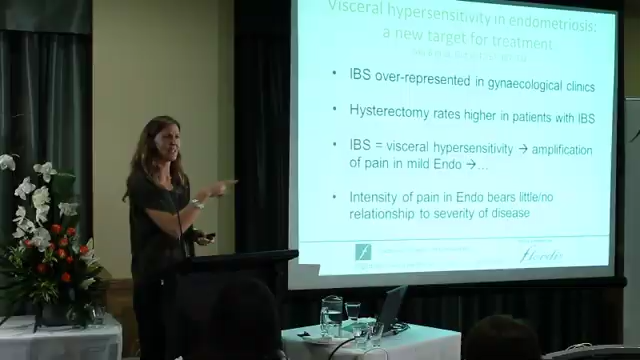 Visceral hypersensitivity in endometriosis:
a new target for treatment
• IBS over-represented in gynaecological clinics
• Hysterectomy rates higher in patients with IBS
• IBS = visceral hypersensitivity → amplification
of pain in mild Endo →…
• Intensity of pain in Endo bears little/no
relationship to severity of disease
f